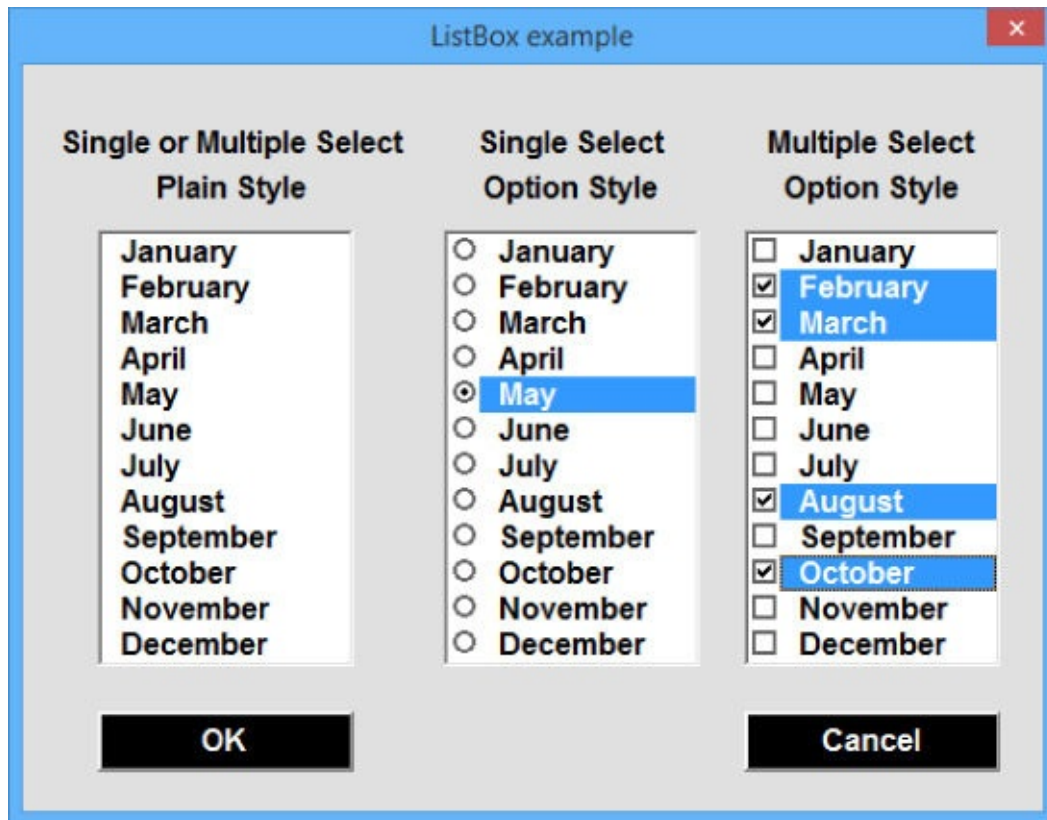 ListBox example
Single or Multiple Select
Plain Style
January
February
March
April
May
June
July
August
September
October
November
December
OK
Single Select
Option Style
January
February
March
April
May
June
July
August
September
October
November
December
Multiple Select
Option Style
January
February
March
April
May
June
July
August
September
October
November
December
Cancel